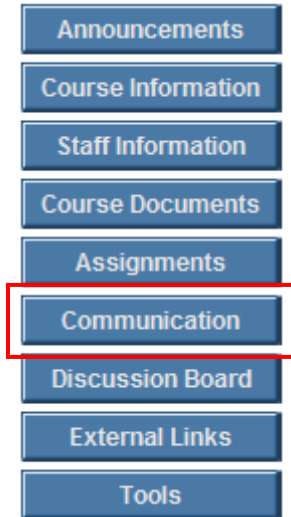 Announcements
Course Information
Staff Information
Course Documents
Assignments
Communication
Discussion Board
External Links
Tools